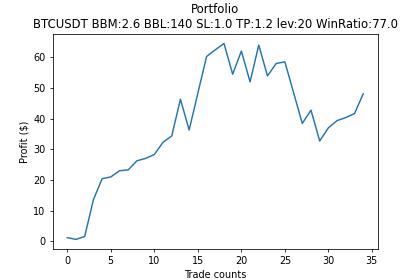 Portfolio
BTCUSDT BBM:2.6 BBL:140 SL:1.0 TP:1.2 lev:20 WinRatio:77.0
Profit ($)
60
50
40
30
20
10
0
0 5 10 15 20 25 30 35
Trade counts